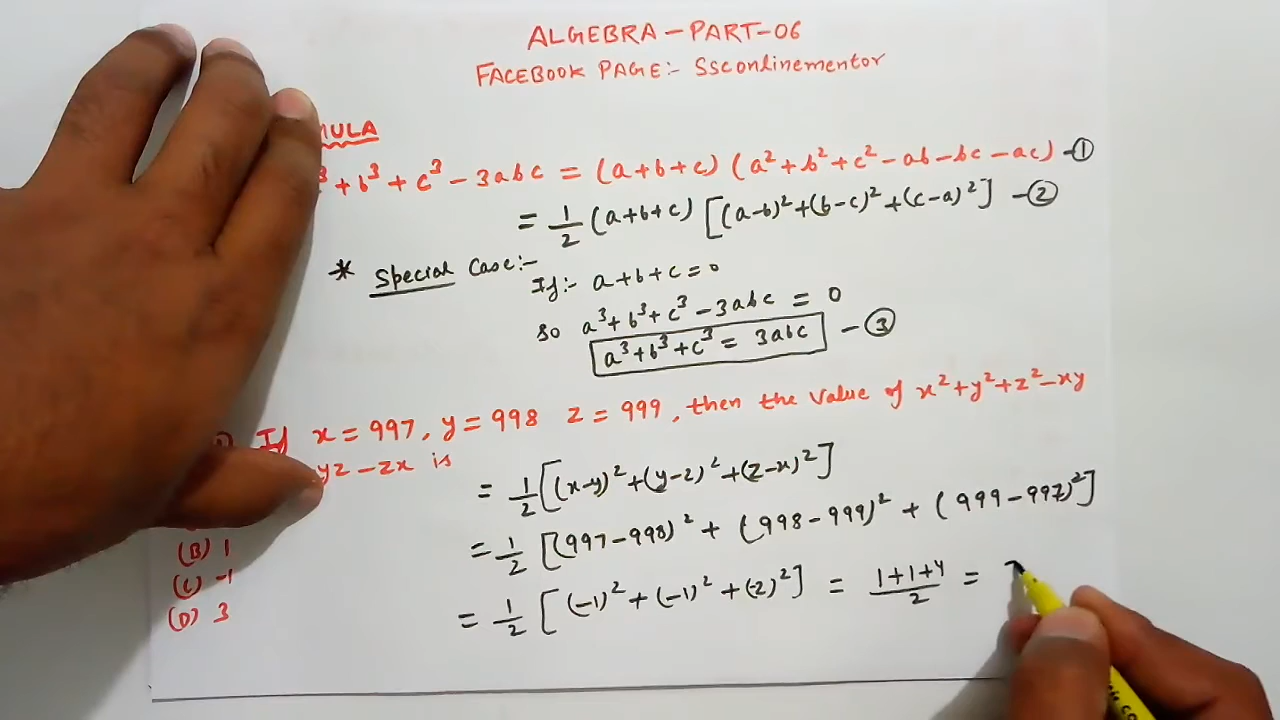 ALGEBRA - PART-06
FACEBOOK PAGE:- Ssconlinementor
MULA
³ + b³ + c³ - 3abc = (a+b+c) (a² + b² + c² - ab - bc - ac) - ①
= 1/2 (a+b+c) [(a-b)² + (b-c)² + (c-a)²] - ②
* Special Case:-
If:- a+b+c = 0
So a³ + b³ + c³ - 3abc = 0
a³ + b³ + c³ = 3abc - ③
If x = 997, y = 998 z = 999, then the value of x² + y² + z² - xy
yz - zx is
= 1/2 [(x-y)² + (y-z)² + (z-x)²]
= 1/2 [(997-998)² + (998-999)² + (999-997)²]
(B) 1
(C) -1
(D) 3
= 1/2 [(-1)² + (-1)² + (-2)²] = 1+1+4/2 =